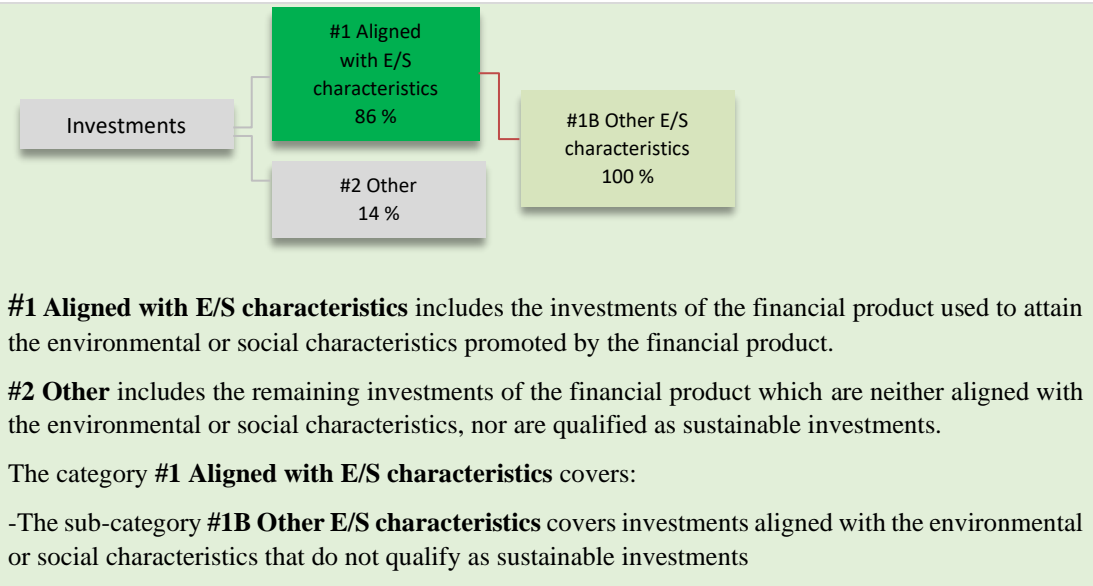 #1 Aligned
with E/S
characteristics
86 %
Investments
#1B Other E/S
characteristics
100 %
#2 Other
14 %
#1 Aligned with E/S characteristics includes the investments of the financial product used to attain
the environmental or social characteristics promoted by the financial product.
#2 Other includes the remaining investments of the financial product which are neither aligned with
the environmental or social characteristics, nor are qualified as sustainable investments.
The category #1 Aligned with E/S characteristics covers:
-The sub-category #1B Other E/S characteristics covers investments aligned with the environmental
or social characteristics that do not qualify as sustainable investments